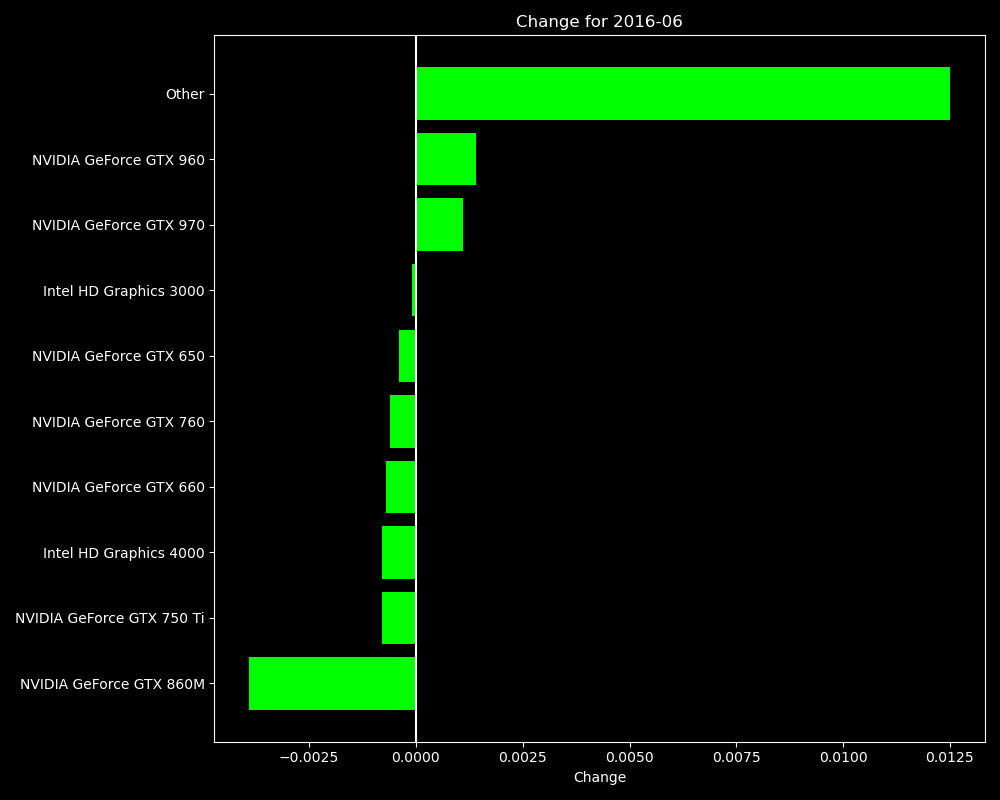 Change for 2016-06
Other
NVIDIA GeForce GTX 960
NVIDIA GeForce GTX 970
Intel HD Graphics 3000
NVIDIA GeForce GTX 650
NVIDIA GeForce GTX 760
NVIDIA GeForce GTX 660
Intel HD Graphics 4000
NVIDIA GeForce GTX 750 Ti
NVIDIA GeForce GTX 860M
−0.0025 0.0000 0.0025 0.0050 0.0075 0.0100 0.0125
Change